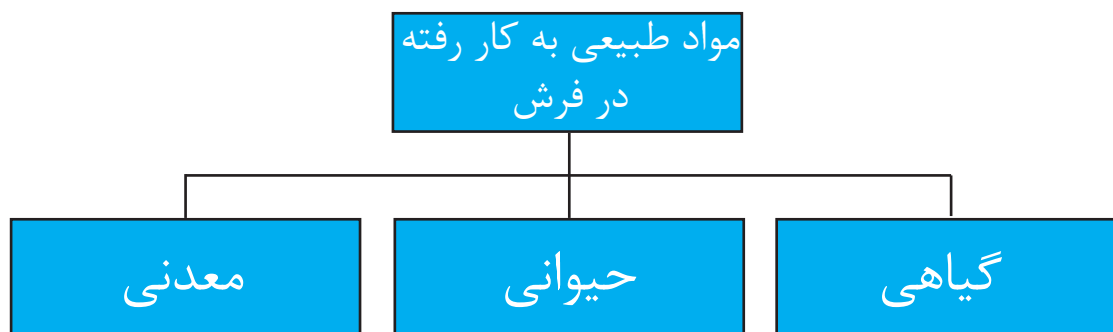 مواد طبیعی به کار رفته
در فرش
گیاهی
حیوانی
معدنی